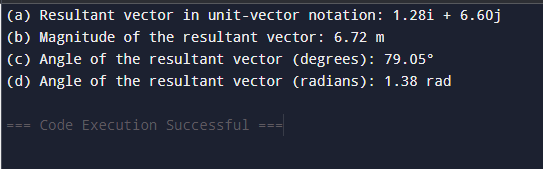 (a) Resultant vector in unit-vector notation: 1.28i + 6.60j
(b) Magnitude of the resultant vector: 6.72 m
(c) Angle of the resultant vector (degrees): 79.05°
(d) Angle of the resultant vector (radians): 1.38 rad
=== Code Execution Successful ===